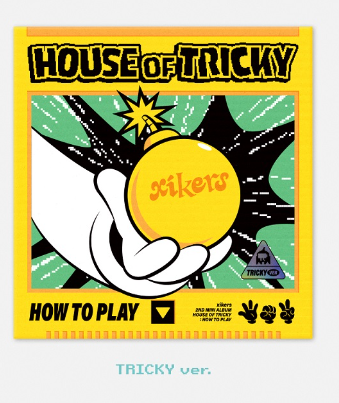 HOUSE OF TRICKY
xikers
TRICKY
HOW TO PLAY
xikers
2ND MINI ALBUM
HOUSE OF TRICKY
: HOW TO PLAY
TRICKY ver.